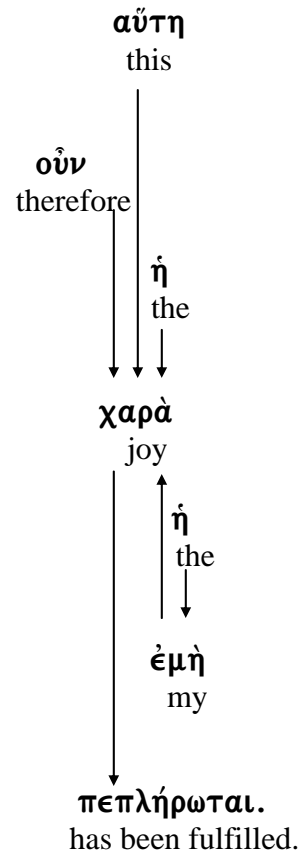 αὕτη
this
οὖν
therefore
ἡ
the
χαρὰ
joy
ἡ
the
ἐμὴ
my
πεπλήρωται.
has been fulfilled.